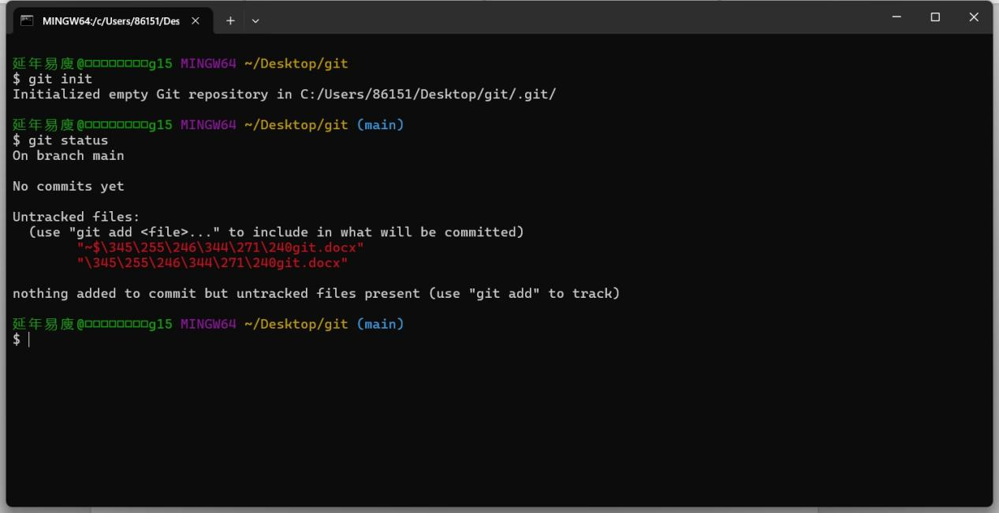 MINGW64:/c/Users/86151/Des
延年易廋@□□□□□□□□g15 MINGW64 ~/Desktop/git
$ git init
Initialized empty Git repository in C:/Users/86151/Desktop/git/.git/
延年易廋@□□□□□□□□g15 MINGW64 ~/Desktop/git (main)
$ git status
On branch main
No commits yet
Untracked files:
(use "git add <file>..." to include in what will be committed)
"~$\345\255\246\344\271\240git.docx"
"\345\255\246\344\271\240git.docx"
nothing added to commit but untracked files present (use "git add" to track)
延年易廋@□□□□□□□□g15 MINGW64 ~/Desktop/git (main)
$